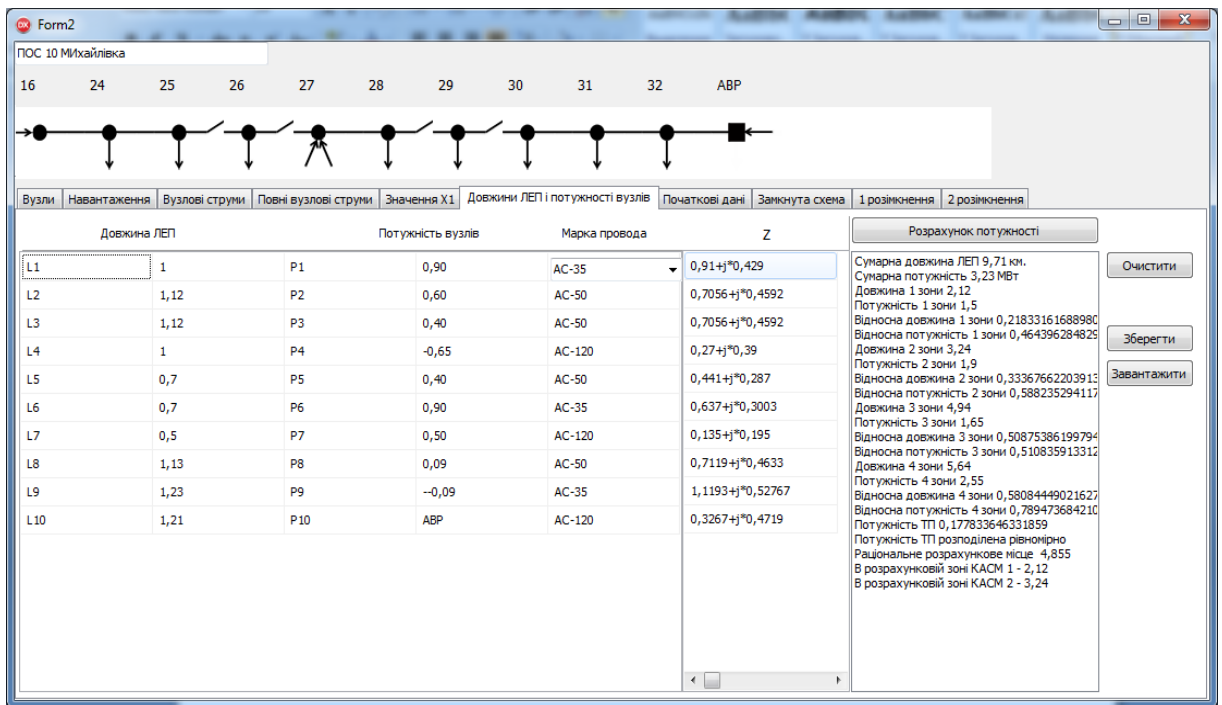 Form2
ПОС 10 МИхайлівка
16 24 25 26 27 28 29 30 31 32 АВР
Вузли Навантаження Вузлові струми Повні вузлові струми Значення X1 Довжини ЛЕП і потужності вузлів Початкові дані Замкнута схема 1 розімкнення 2 розімкнення
Довжина ЛЕП Потужність вузлів Марка провода Z
L1 1 P1 0,90 АС-35 0,91+j*0,429
L2 1,12 P2 0,60 АС-50 0,7056+j*0,4592
L3 1,12 P3 0,40 АС-50 0,7056+j*0,4592
L4 1 P4 -0,65 АС-120 0,27+j*0,39
L5 0,7 P5 0,40 АС-50 0,441+j*0,287
L6 0,7 P6 0,90 АС-35 0,637+j*0,3003
L7 0,5 P7 0,50 АС-120 0,135+j*0,195
L8 1,13 P8 0,09 АС-50 0,7119+j*0,4633
L9 1,23 P9 --0,09 АС-35 1,1193+j*0,52767
L10 1,21 P10 АВР АС-120 0,3267+j*0,4719
Розрахунок потужності
Сумарна довжина ЛЕП 9,71 км.
Сумарна потужність 3,23 МВт
Довжина 1 зони 2,12
Потужність 1 зони 1,5
Відносна довжина 1 зони 0,21833161688980
Відносна потужність 1 зони 0,464396284829
Довжина 2 зони 3,24
Потужність 2 зони 1,9
Відносна довжина 2 зони 0,33367662203913
Відносна потужність 2 зони 0,588235294117
Довжина 3 зони 4,94
Потужність 3 зони 1,65
Відносна довжина 3 зони 0,50875386199794
Відносна потужність 3 зони 0,510835913312
Довжина 4 зони 5,64
Потужність 4 зони 2,55
Відносна довжина 4 зони 0,58084449021627
Відносна потужність 4 зони 0,789473684210
Потужність ТП 0,177833646331859
Потужність ТП розподілена рівномірно
Раціональне розрахункове місце 4,855
В розрахунковій зоні КАСМ 1 - 2,12
В розрахунковій зоні КАСМ 2 - 3,24
Очистити
Зберегти
Завантажити